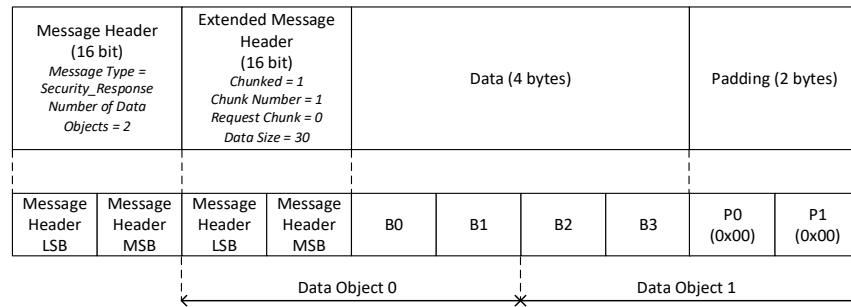 Message Header
(16 bit)
Message Type =
Security_Response
Number of Data
Objects = 2
Extended Message
Header
(16 bit)
Chunked = 1
Chunk Number = 1
Request Chunk = 0
Data Size = 30
Data (4 bytes)
Padding (2 bytes)
Message
Header
LSB
Message
Header
MSB
Message
Header
LSB
Message
Header
MSB
B0
B1
B2
B3
P0
(0x00)
P1
(0x00)
Data Object 0
Data Object 1